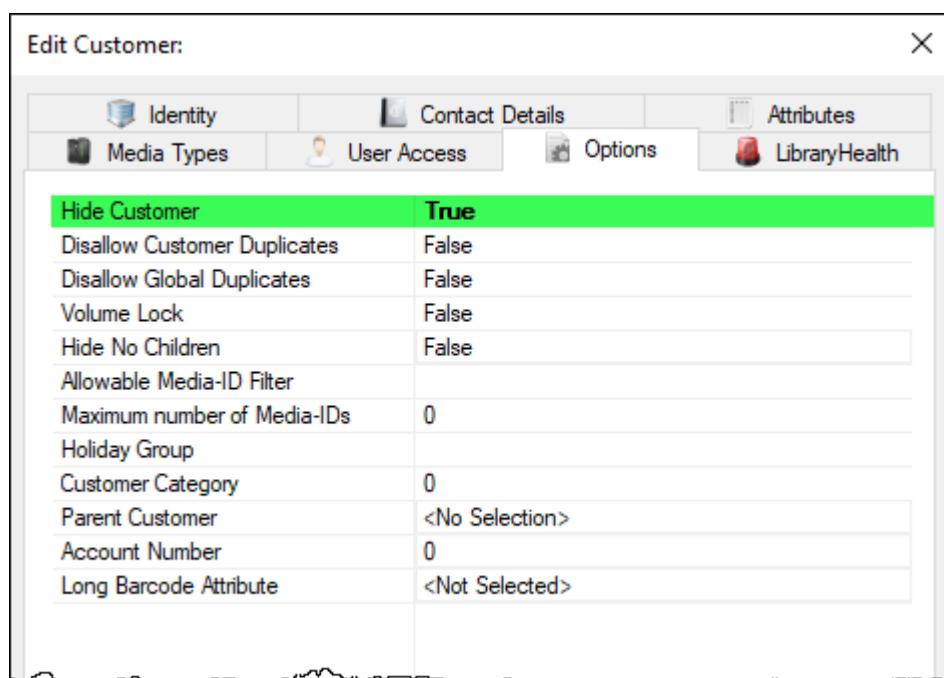 Edit Customer:
Identity Contact Details Attributes
Media Types User Access Options LibraryHealth
Hide Customer True
Disallow Customer Duplicates False
Disallow Global Duplicates False
Volume Lock False
Hide No Children False
Allowable Media-ID Filter
Maximum number of Media-IDs 0
Holiday Group
Customer Category 0
Parent Customer <No Selection>
Account Number 0
Long Barcode Attribute <Not Selected>